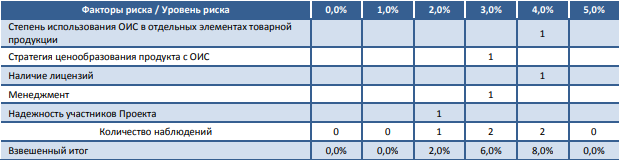 Факторы риска / Уровень риска 0,0% 1,0% 2,0% 3,0% 4,0% 5,0%
Степень использования ОИС в отдельных элементах товарной
продукции 1
Стратегия ценообразования продукта с ОИС 1
Наличие лицензий 1
Менеджмент 1
Надежность участников Проекта 1
Количество наблюдений 0 0 1 2 2 0
Взвешенный итог 0,0% 0,0% 2,0% 6,0% 8,0% 0,0%